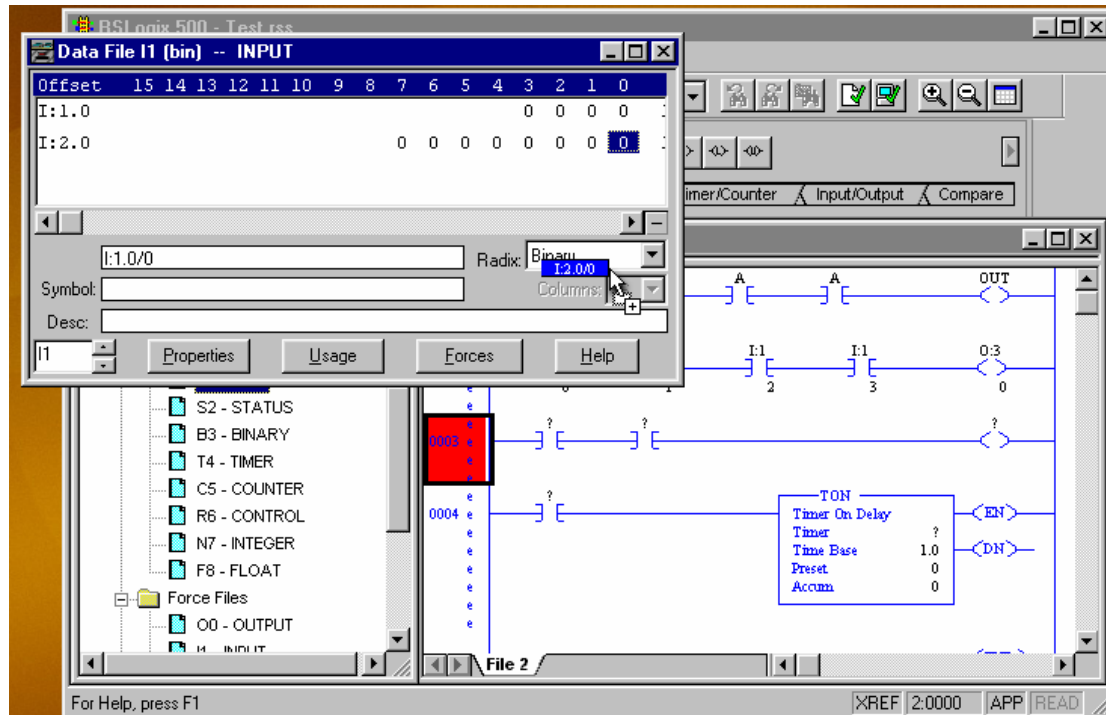 RSLogix 500 - Test.rss
Data File I1 (bin) -- INPUT
Offset 15 14 13 12 11 10 9 8 7 6 5 4 3 2 1 0
I:1.0 0 0 0 0
I:2.0 0 0 0 0 0 0 0 0
I:1.0/0
Radix: Binary
I:2.0/0
Symbol:
Columns:
Desc:
I1
Properties Usage Forces Help
Input/Output Compare
A A OUT
I:1 I:1 O:3
2 3 0
S2 - STATUS
B3 - BINARY
T4 - TIMER
C5 - COUNTER
R6 - CONTROL
N7 - INTEGER
F8 - FLOAT
Force Files
O0 - OUTPUT
I1 - INPUT
e
e
0003 e ? ? ?
e
e
0004 e ?
e
e
e
e
e
e
TON
Timer On Delay
Timer ?
Time Base 1.0
Preset 0
Accum 0
EN
DN
File 2
For Help, press F1
XREF 2:0000 APP READ